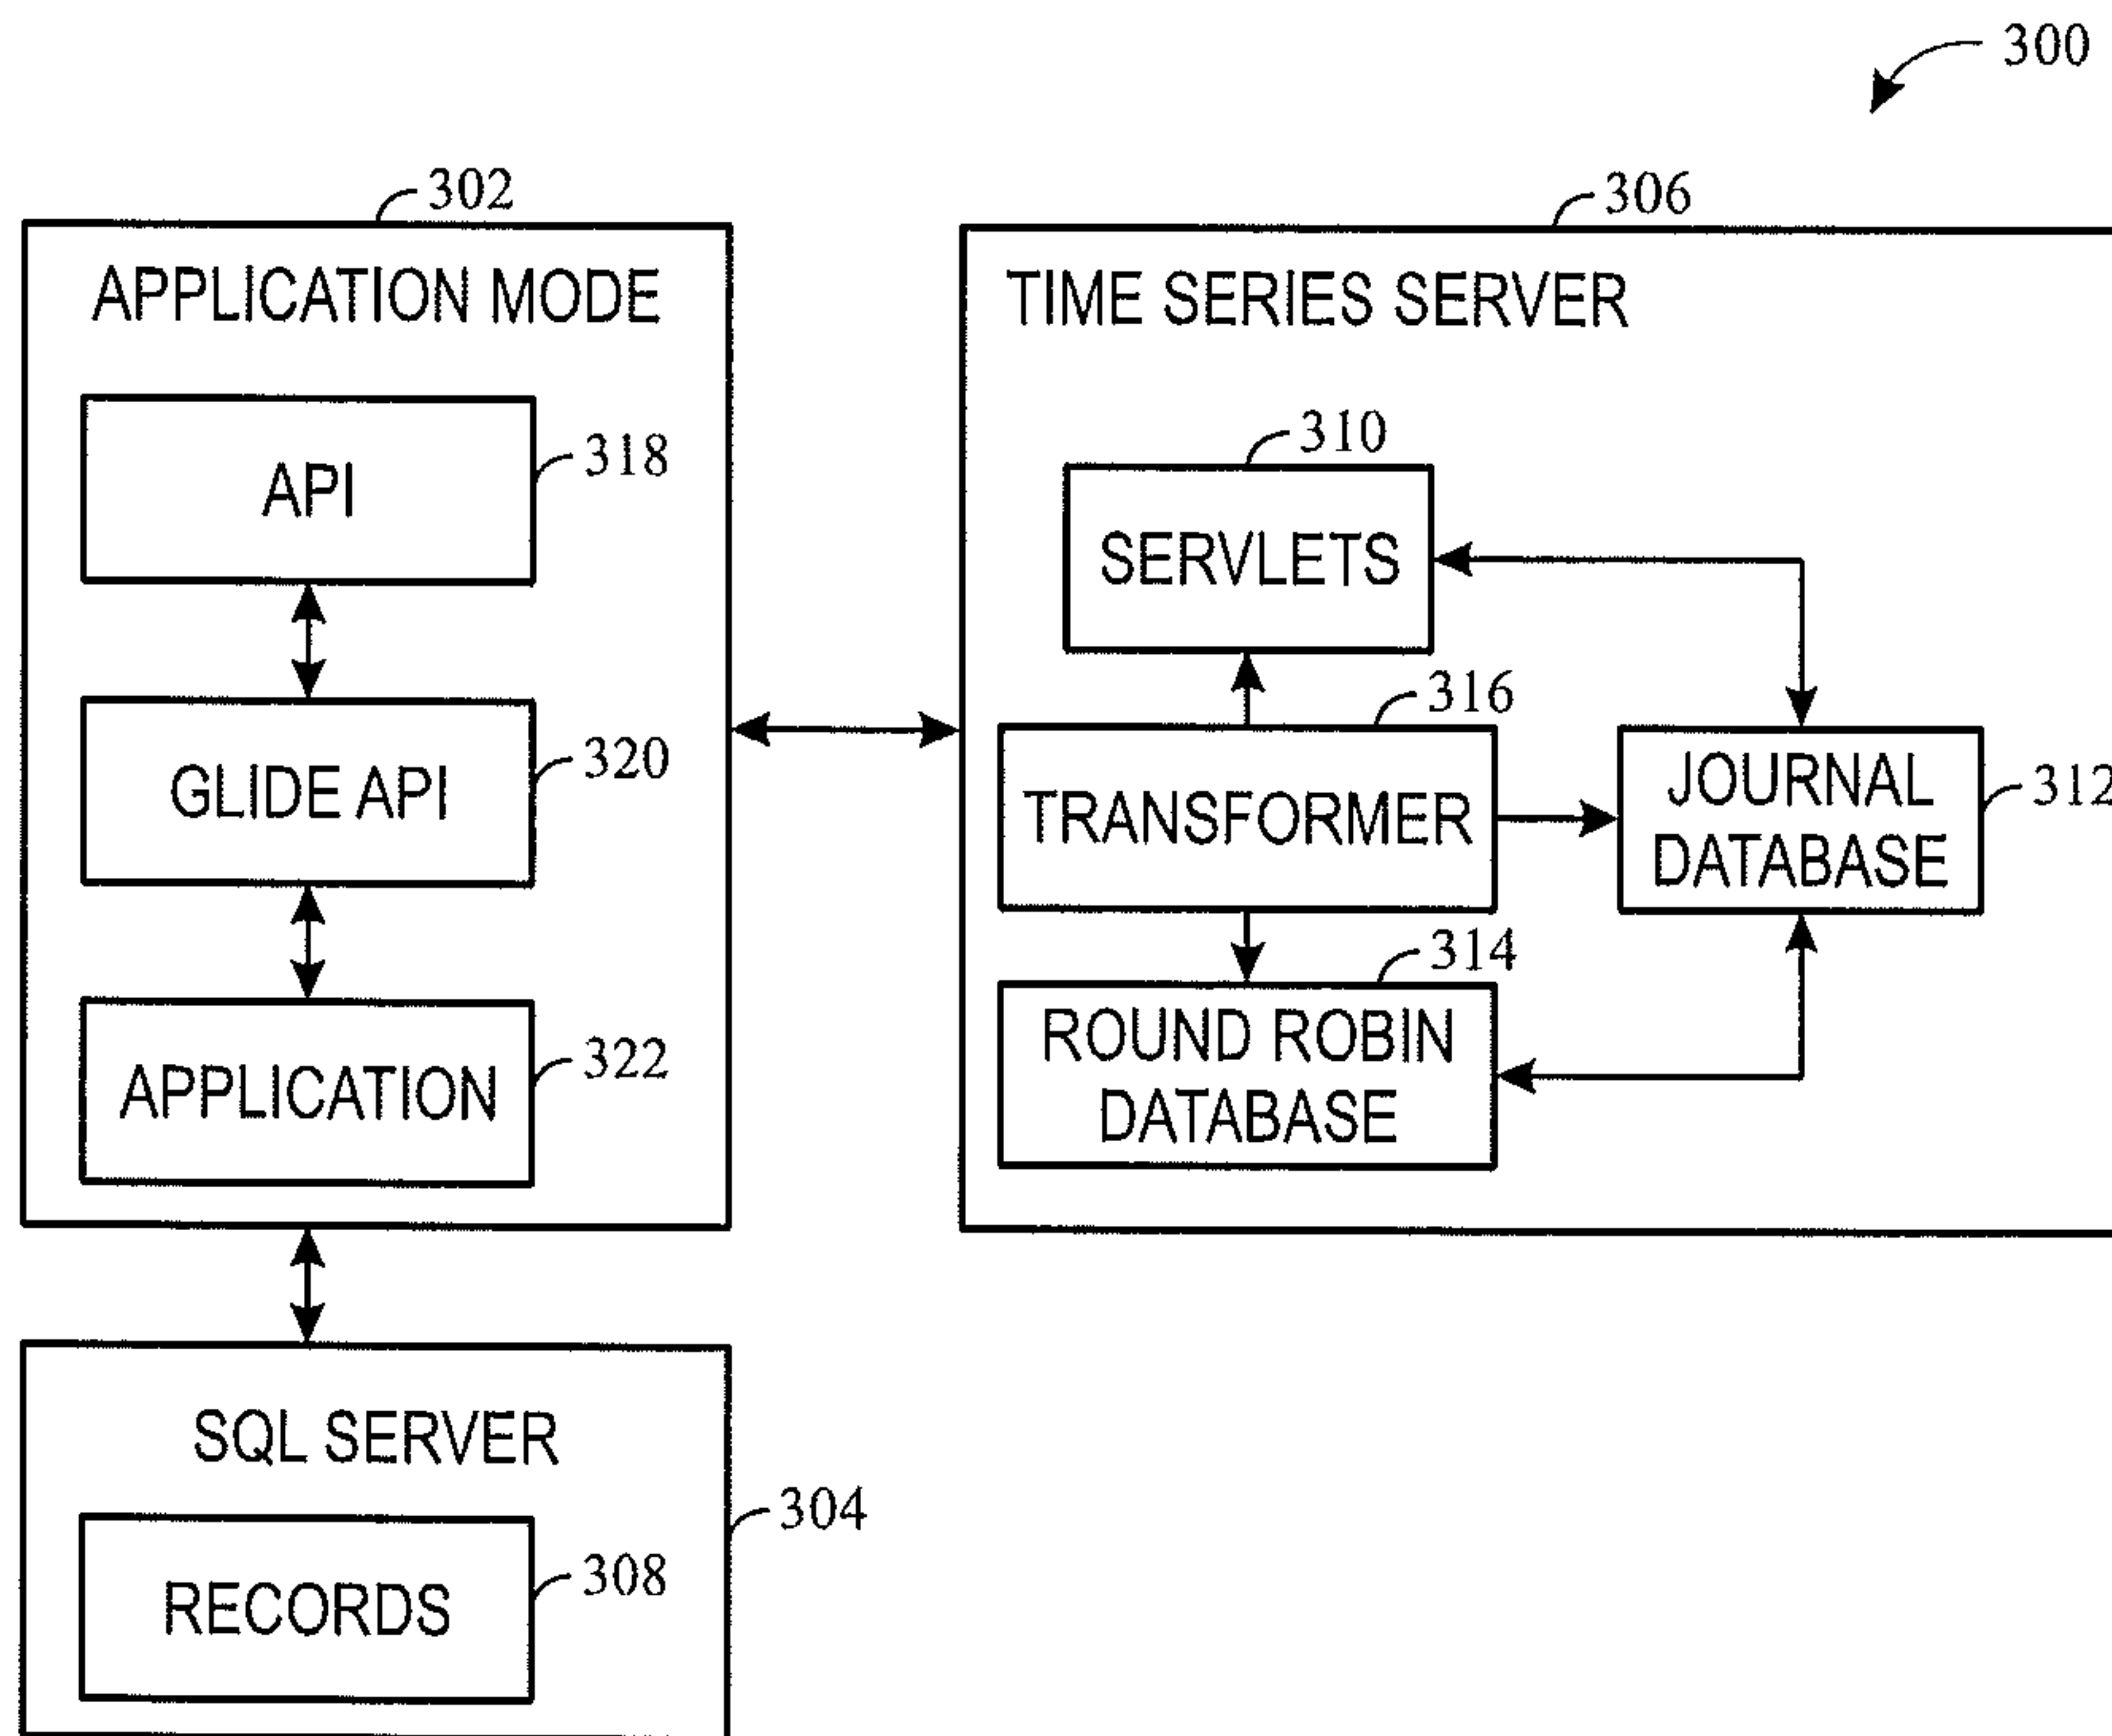 300
302
APPLICATION MODE
API
318
GLIDE API
320
APPLICATION
322
306
TIME SERIES SERVER
310
SERVLETS
316
TRANSFORMER
JOURNAL
DATABASE
312
314
ROUND ROBIN
DATABASE
SQL SERVER
304
RECORDS
308